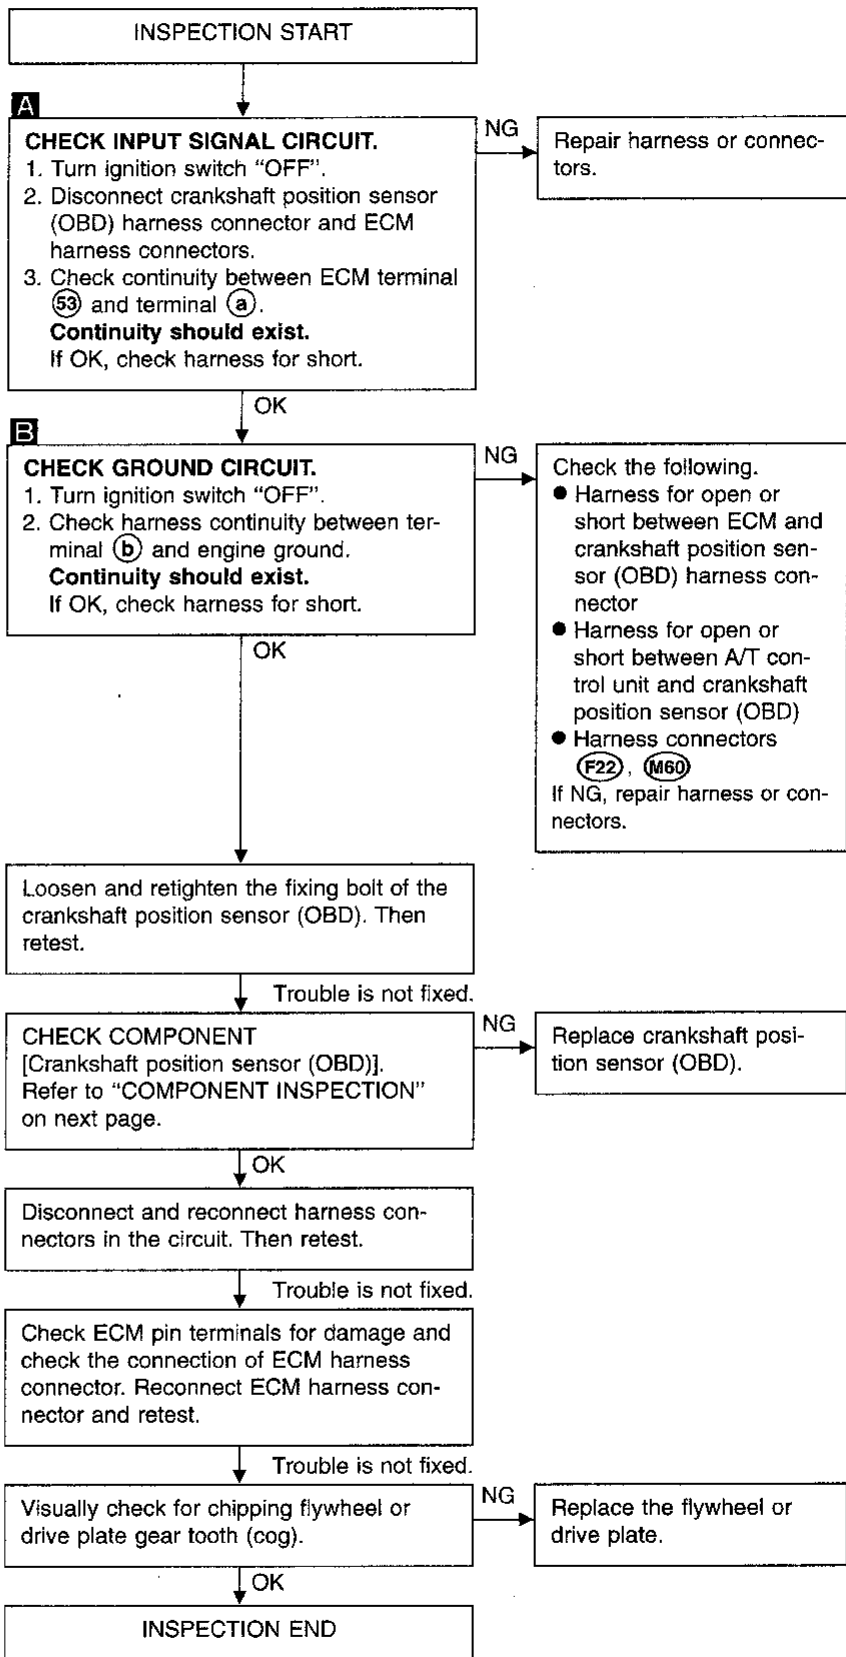 INSPECTION START
A
CHECK INPUT SIGNAL CIRCUIT.
1. Turn ignition switch “OFF”.
2. Disconnect crankshaft position sensor
(OBD) harness connector and ECM
harness connectors.
3. Check continuity between ECM terminal
53 and terminal a.
Continuity should exist.
If OK, check harness for short.
NG
Repair harness or connec-
tors.
OK
B
CHECK GROUND CIRCUIT.
1. Turn ignition switch “OFF”.
2. Check harness continuity between ter-
minal b and engine ground.
Continuity should exist.
If OK, check harness for short.
NG
Check the following.
● Harness for open or
short between ECM and
crankshaft position sen-
sor (OBD) harness con-
nector
● Harness for open or
short between A/T con-
trol unit and crankshaft
position sensor (OBD)
● Harness connectors
F22, M60
If NG, repair harness or con-
nectors.
OK
Loosen and retighten the fixing bolt of the
crankshaft position sensor (OBD). Then
retest.
Trouble is not fixed.
CHECK COMPONENT
[Crankshaft position sensor (OBD)].
Refer to “COMPONENT INSPECTION”
on next page.
NG
Replace crankshaft posi-
tion sensor (OBD).
OK
Disconnect and reconnect harness con-
nectors in the circuit. Then retest.
Trouble is not fixed.
Check ECM pin terminals for damage and
check the connection of ECM harness
connector. Reconnect ECM harness con-
nector and retest.
Trouble is not fixed.
Visually check for chipping flywheel or
drive plate gear tooth (cog).
NG
Replace the flywheel or
drive plate.
OK
INSPECTION END